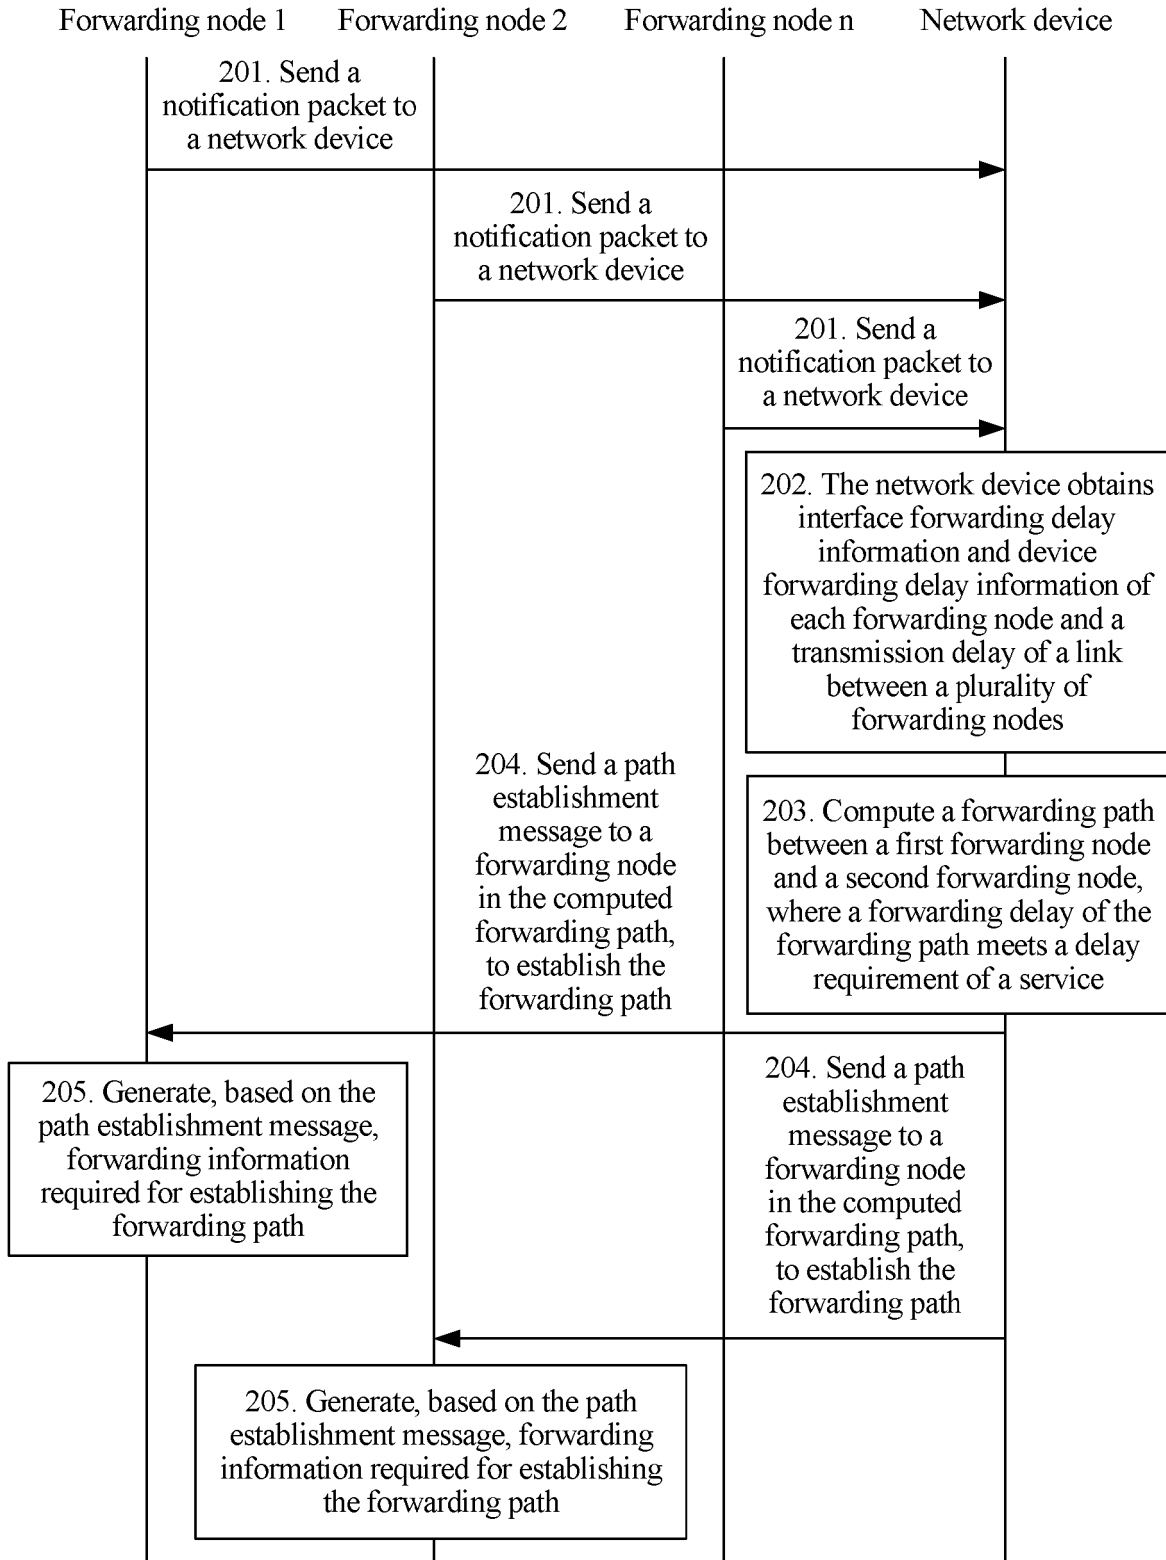 Forwarding node 1
Forwarding node 2
Forwarding node n
Network device
201. Send a
notification packet to
a network device
201. Send a
notification packet to
a network device
201. Send a
notification packet to
a network device
202. The network device obtains
interface forwarding delay
information and device
forwarding delay information of
each forwarding node and a
transmission delay of a link
between a plurality of
forwarding nodes
203. Compute a forwarding path
between a first forwarding node
and a second forwarding node,
where a forwarding delay of the
forwarding path meets a delay
requirement of a service
204. Send a path
establishment
message to a
forwarding node
in the computed
forwarding path,
to establish the
forwarding path
205. Generate, based on the
path establishment message,
forwarding information
required for establishing the
forwarding path
204. Send a path
establishment
message to a
forwarding node
in the computed
forwarding path,
to establish the
forwarding path
205. Generate, based on the path
establishment message, forwarding
information required for establishing
the forwarding path